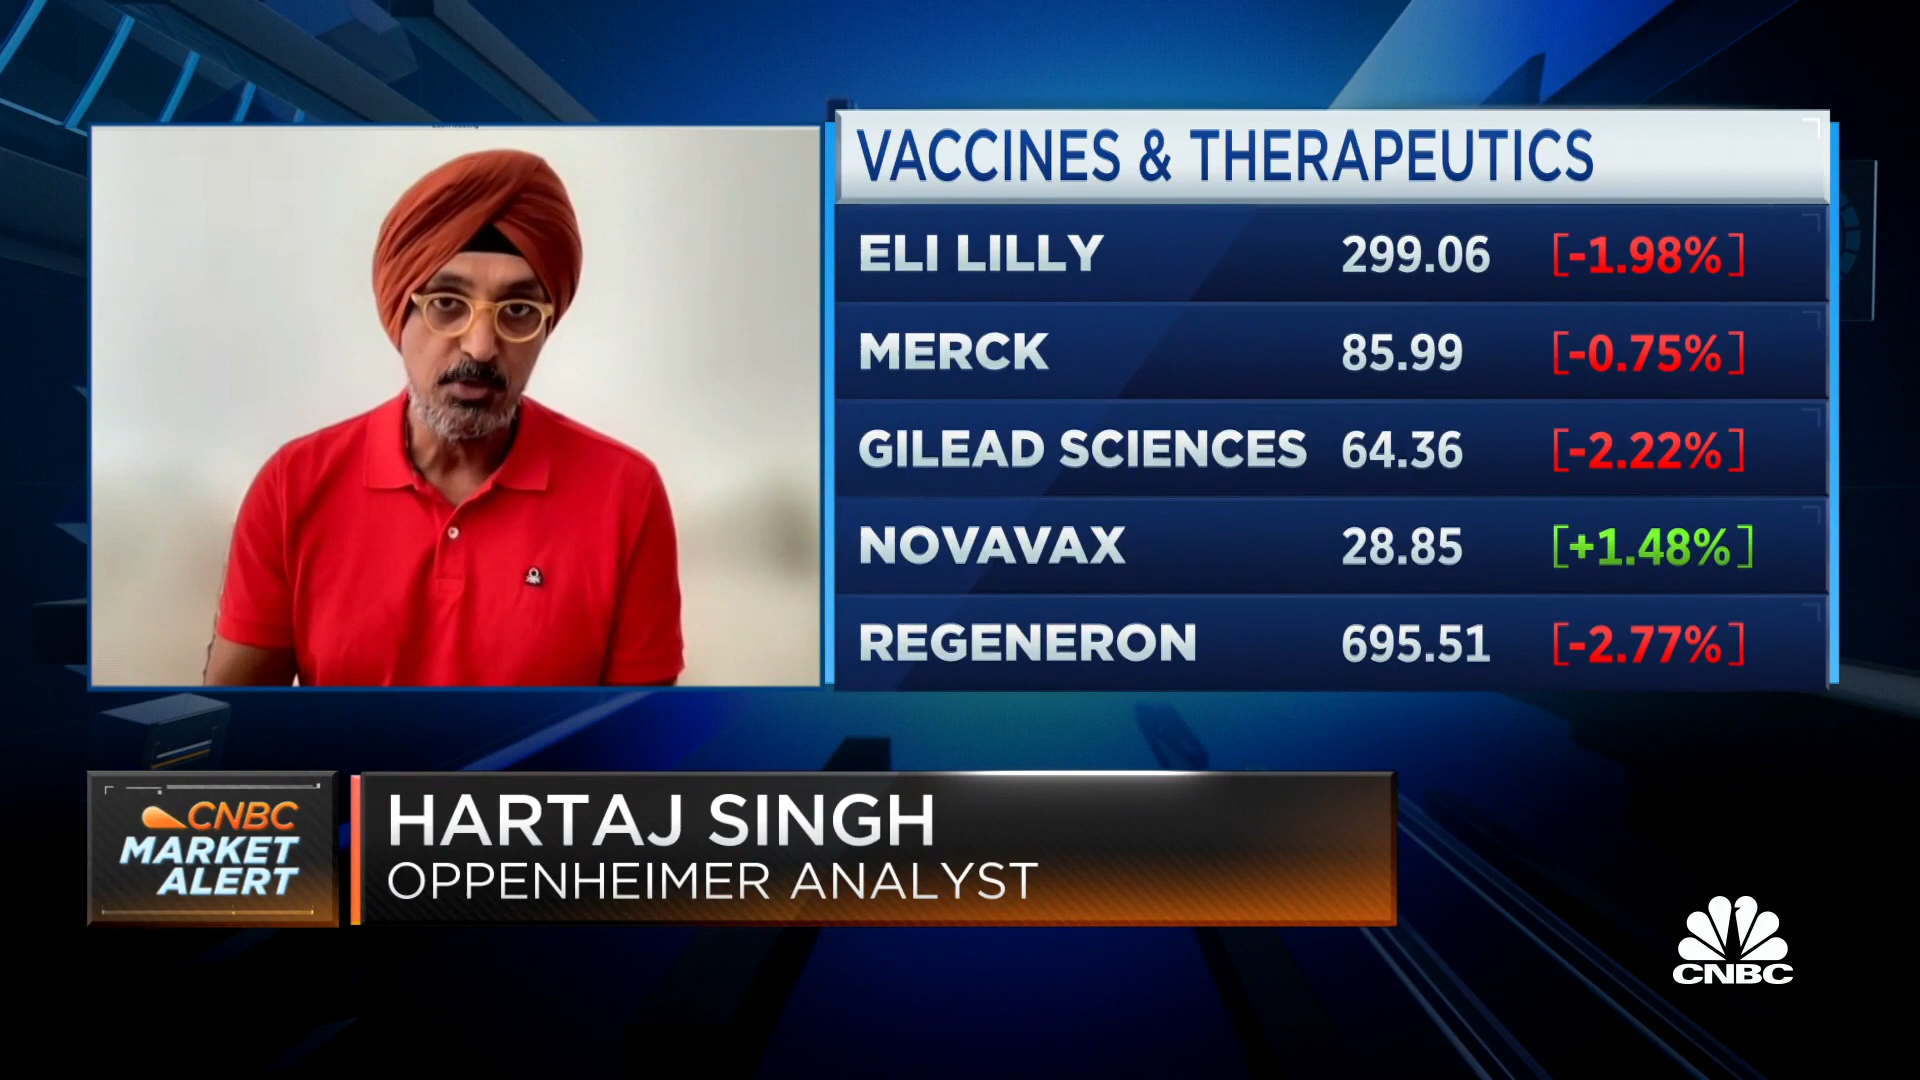 VACCINES & THERAPEUTICS
ELI LILLY 299.06 [-1.98%]
MERCK 85.99 [-0.75%]
GILEAD SCIENCES 64.36 [-2.22%]
NOVAVAX 28.85 [+1.48%]
REGENERON 695.51 [-2.77%]
CNBC
MARKET
ALERT
HARTAJ SINGH
OPPENHEIMER ANALYST
CNBC